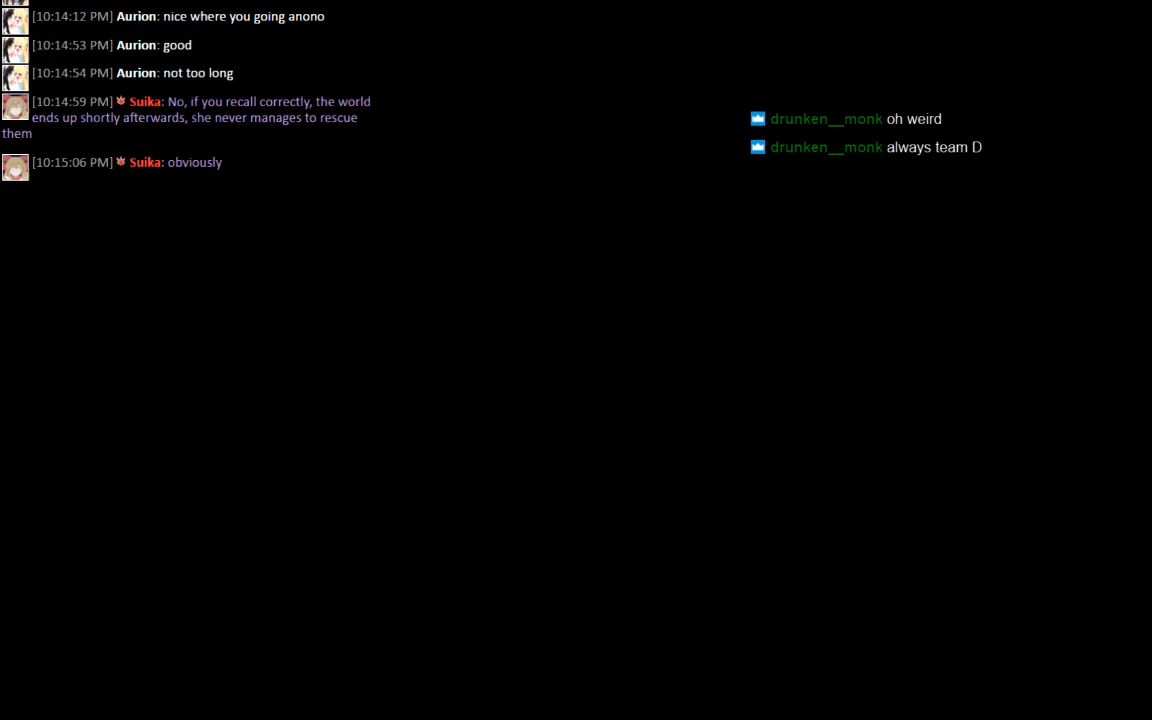 [10:14:12 PM] Aurion: nice where you going anono
[10:14:53 PM] Aurion: good
[10:14:54 PM] Aurion: not too long
[10:14:59 PM] Suika: No, if you recall correctly, the world
ends up shortly afterwards, she never manages to rescue
them
[10:15:06 PM] Suika: obviously
drunken__monk oh weird
drunken__monk always team D